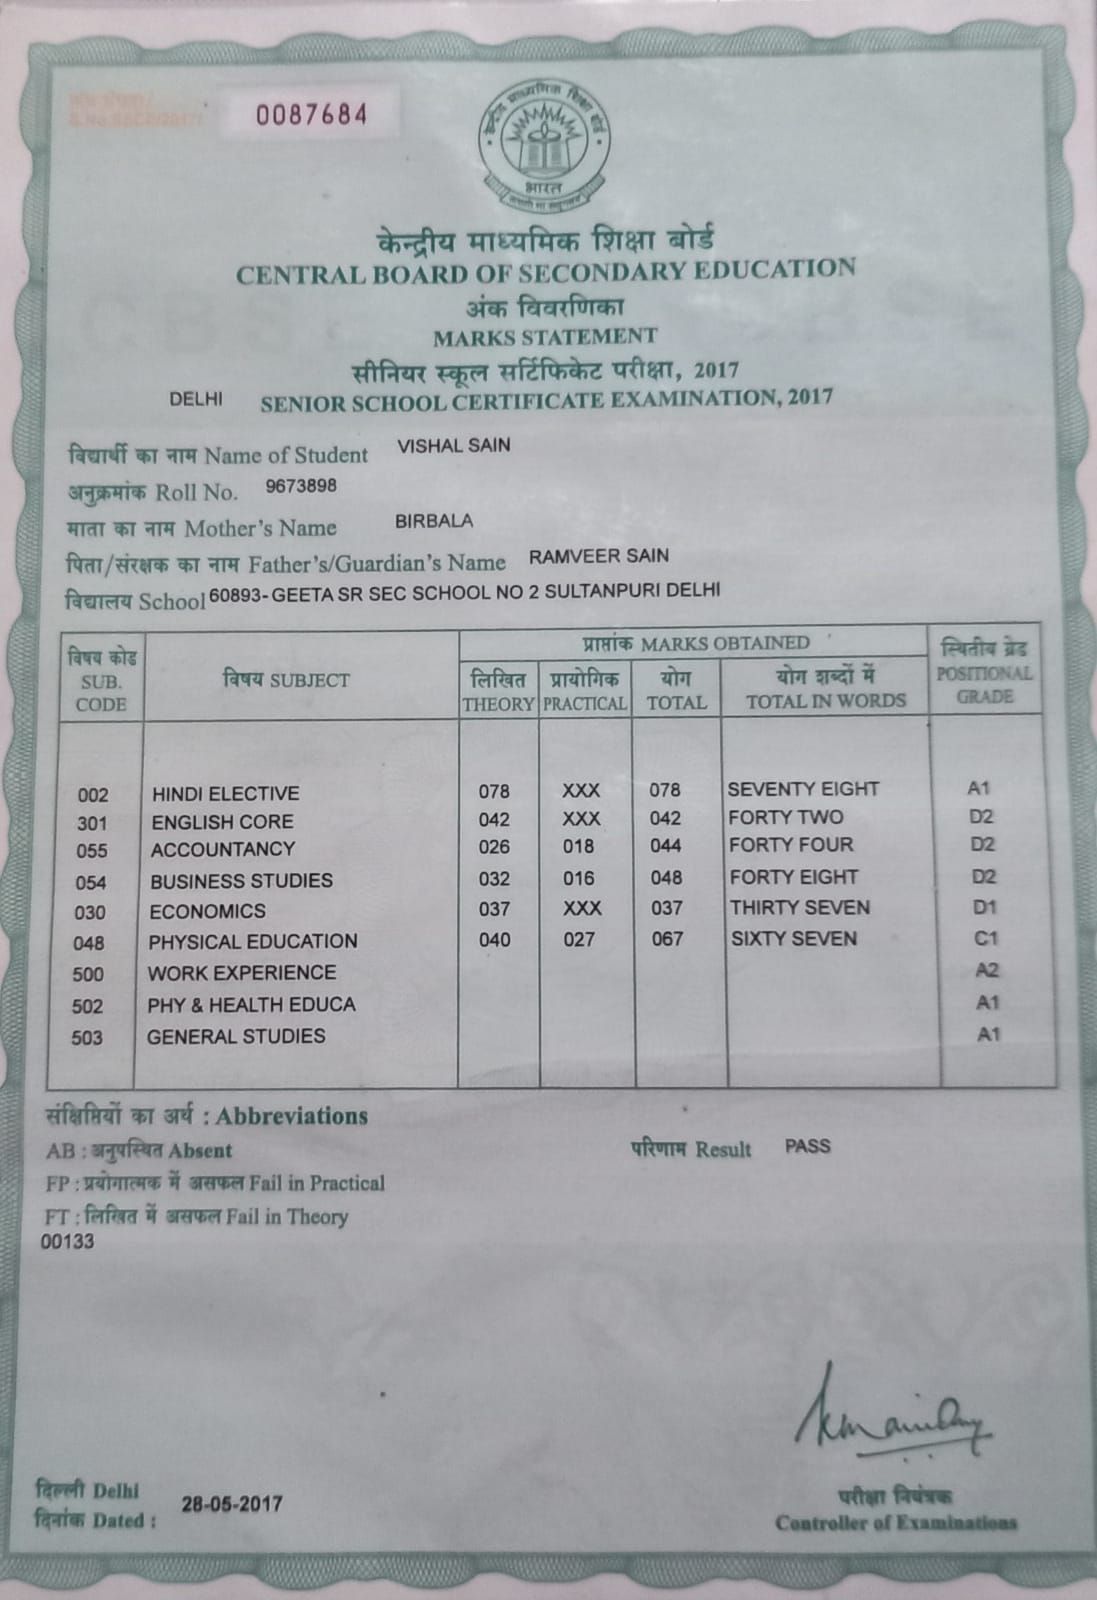 0087684
केन्द्रीय माध्यमिक शिक्षा बोर्ड
भारत
केन्द्रीय माध्यमिक शिक्षा बोर्ड
CENTRAL BOARD OF SECONDARY EDUCATION
अंक विवरणिका
MARKS STATEMENT
सीनियर स्कूल सर्टिफिकेट परीक्षा, 2017
DELHI SENIOR SCHOOL CERTIFICATE EXAMINATION, 2017
विद्यार्थी का नाम Name of Student VISHAL SAIN
अनुक्रमांक Roll No. 9673898
माता का नाम Mother's Name BIRBALA
पिता/संरक्षक का नाम Father's/Guardian's Name RAMVEER SAIN
विद्यालय School 60893- GEETA SR SEC SCHOOL NO 2 SULTANPURI DELHI
विषय कोड SUB. CODE विषय SUBJECT प्राप्तांक MARKS OBTAINED स्थितीय ग्रेड POSITIONAL GRADE
लिखित THEORY प्रायोगिक PRACTICAL योग TOTAL योग शब्दों में TOTAL IN WORDS
002 HINDI ELECTIVE 078 XXX 078 SEVENTY EIGHT A1
301 ENGLISH CORE 042 XXX 042 FORTY TWO D2
055 ACCOUNTANCY 026 018 044 FORTY FOUR D2
054 BUSINESS STUDIES 032 016 048 FORTY EIGHT D2
030 ECONOMICS 037 XXX 037 THIRTY SEVEN D1
048 PHYSICAL EDUCATION 040 027 067 SIXTY SEVEN C1
500 WORK EXPERIENCE A2
502 PHY & HEALTH EDUCA A1
503 GENERAL STUDIES A1
संक्षिप्तियों का अर्थ : Abbreviations
AB : अनुपस्थित Absent परिणाम Result PASS
FP : प्रयोगात्मक में असफल Fail in Practical
FT : लिखित में असफल Fail in Theory
00133
दिल्ली Delhi
दिनांक Dated : 28-05-2017
परीक्षा नियंत्रक
Controller of Examinations